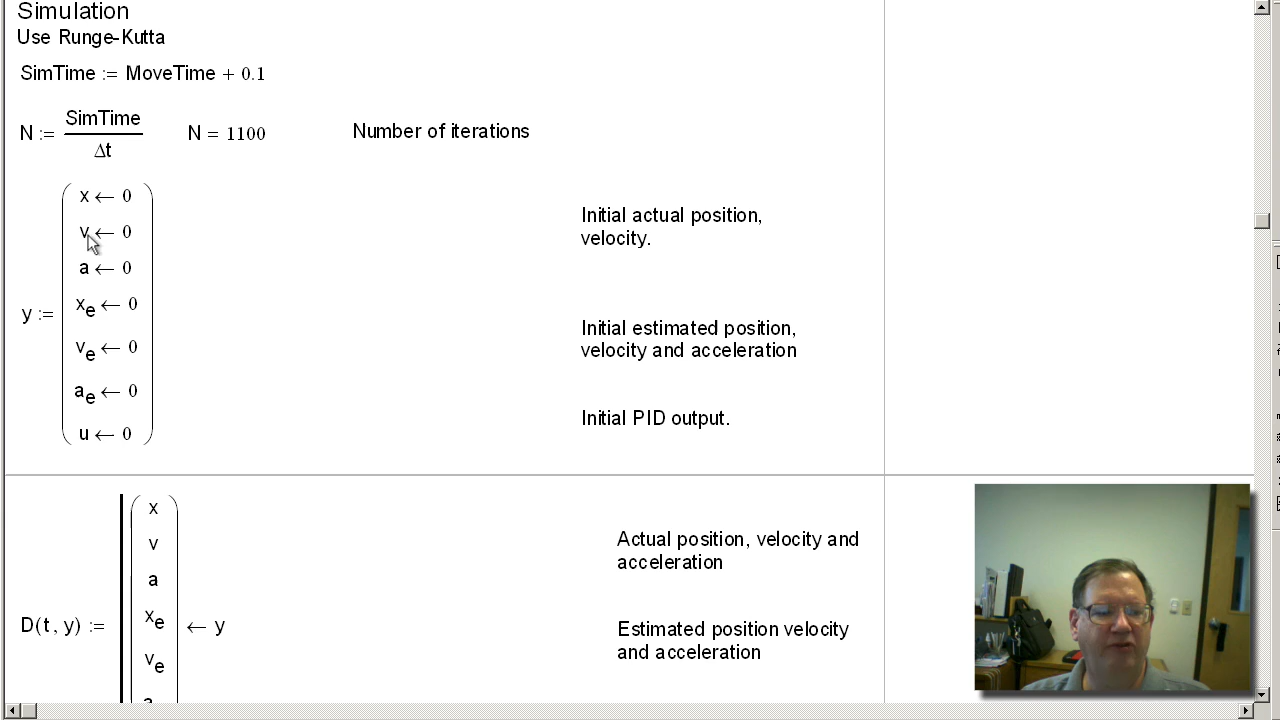 Simulation
Use Runge-Kutta
SimTime := MoveTime + 0.1
N := SimTime / Δt   N = 1100   Number of iterations
x ← 0
Initial actual position,
v ← 0
velocity.
a ← 0
xe ← 0
y :=
Initial estimated position,
ve ← 0
velocity and acceleration
ae ← 0
Initial PID output.
u ← 0
x
Actual position, velocity and
v
acceleration
a
xe
D(t , y) := ← y
Estimated position velocity
ve
and acceleration